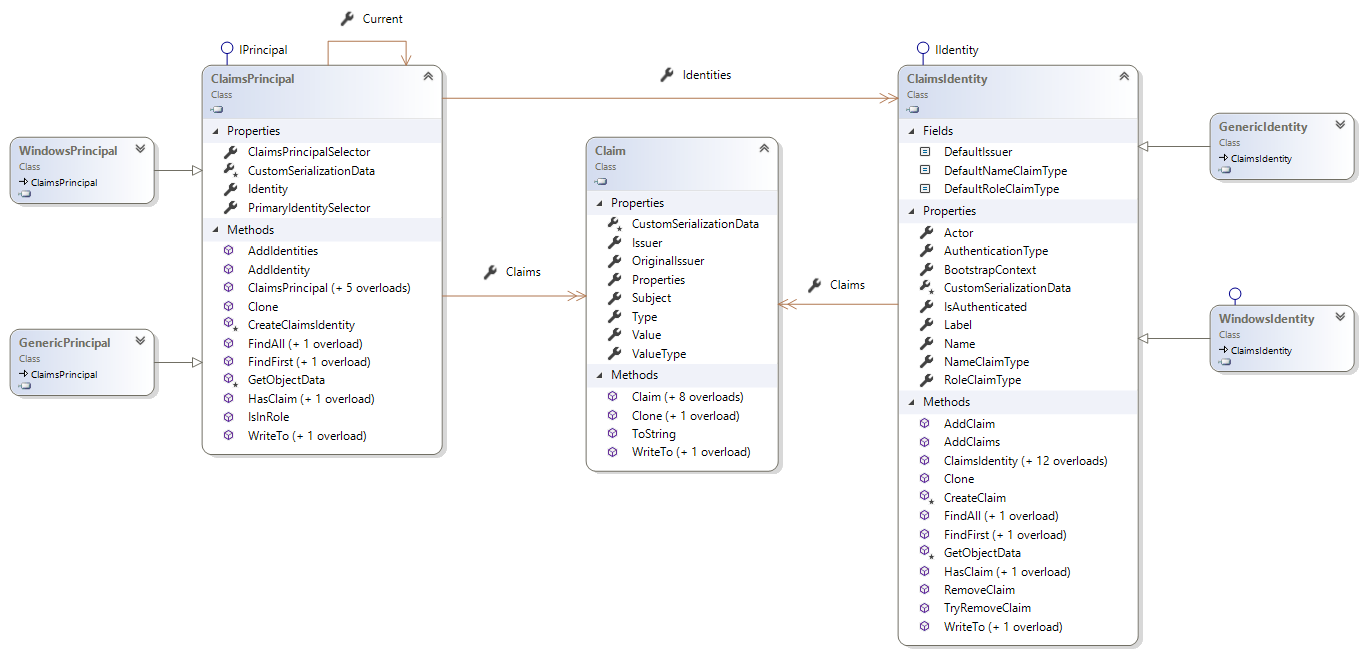 Current
IPrincipal
ClaimsPrincipal
Class
Properties
ClaimsPrincipalSelector
CustomSerializationData
Identity
PrimaryIdentitySelector
Methods
AddIdentities
AddIdentity
ClaimsPrincipal (+ 5 overloads)
Clone
CreateClaimsIdentity
FindAll (+ 1 overload)
FindFirst (+ 1 overload)
GetObjectData
HasClaim (+ 1 overload)
IsInRole
WriteTo (+ 1 overload)
WindowsPrincipal
Class
ClaimsPrincipal
GenericPrincipal
Class
ClaimsPrincipal
Identities
Claims
Claim
Class
Properties
CustomSerializationData
Issuer
OriginalIssuer
Properties
Subject
Type
Value
ValueType
Methods
Claim (+ 8 overloads)
Clone (+ 1 overload)
ToString
WriteTo (+ 1 overload)
Claims
IIdentity
ClaimsIdentity
Class
Fields
DefaultIssuer
DefaultNameClaimType
DefaultRoleClaimType
Properties
Actor
AuthenticationType
BootstrapContext
CustomSerializationData
IsAuthenticated
Label
Name
NameClaimType
RoleClaimType
Methods
AddClaim
AddClaims
ClaimsIdentity (+ 12 overloads)
Clone
CreateClaim
FindAll (+ 1 overload)
FindFirst (+ 1 overload)
GetObjectData
HasClaim (+ 1 overload)
RemoveClaim
TryRemoveClaim
WriteTo (+ 1 overload)
GenericIdentity
Class
ClaimsIdentity
WindowsIdentity
Class
ClaimsIdentity